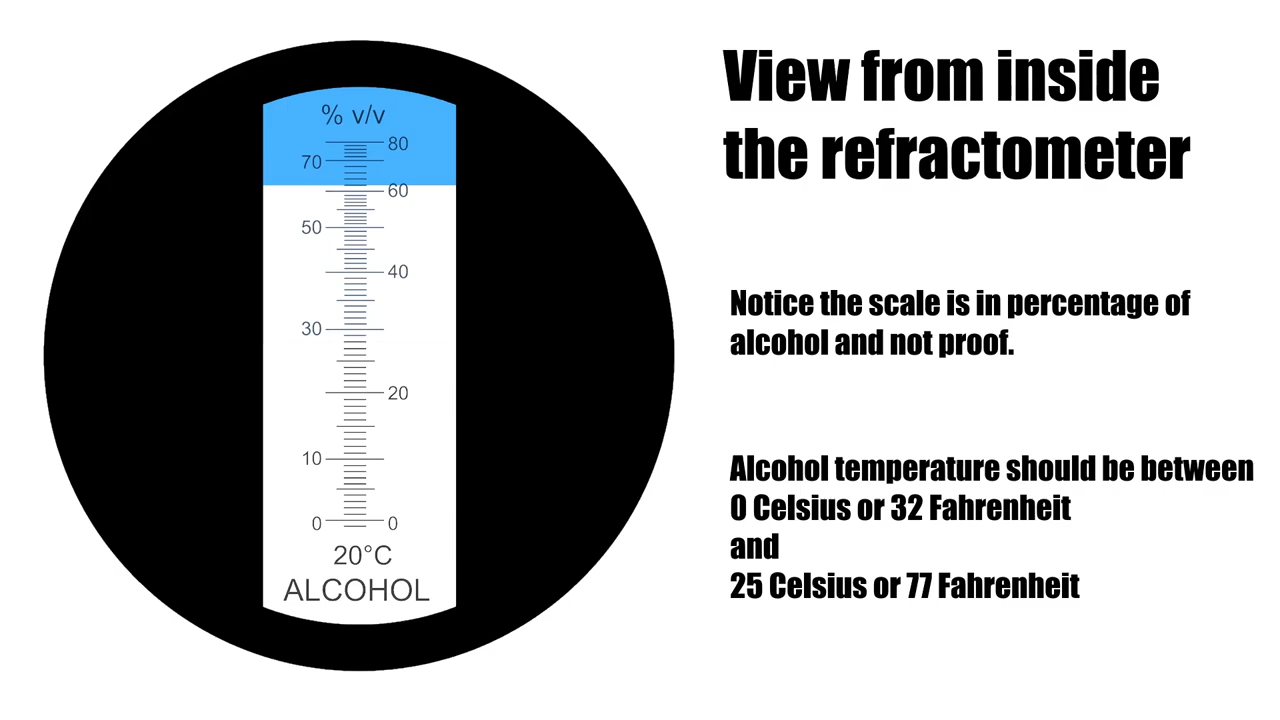 View from inside
the refractometer
% v/v
80
70
60
50
40
30
20
10
0 0
20°C
ALCOHOL
Notice the scale is in percentage of
alcohol and not proof.
Alcohol temperature should be between
0 Celsius or 32 Fahrenheit
and
25 Celsius or 77 Fahrenheit